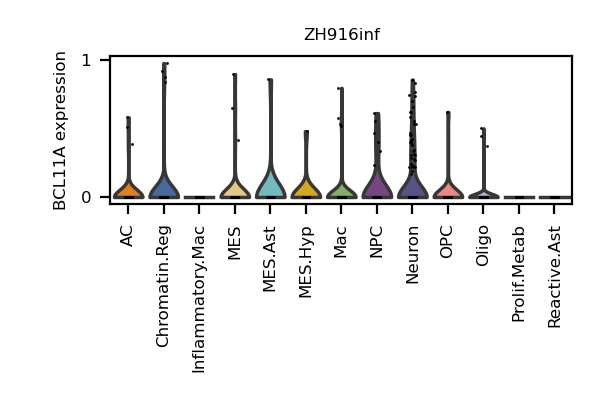 ZH916inf
BCL11A expression
1
0
AC
Chromatin.Reg
Inflammatory.Mac
MES
MES.Ast
MES.Hyp
Mac
NPC
Neuron
OPC
Oligo
Prolif.Metab
Reactive.Ast